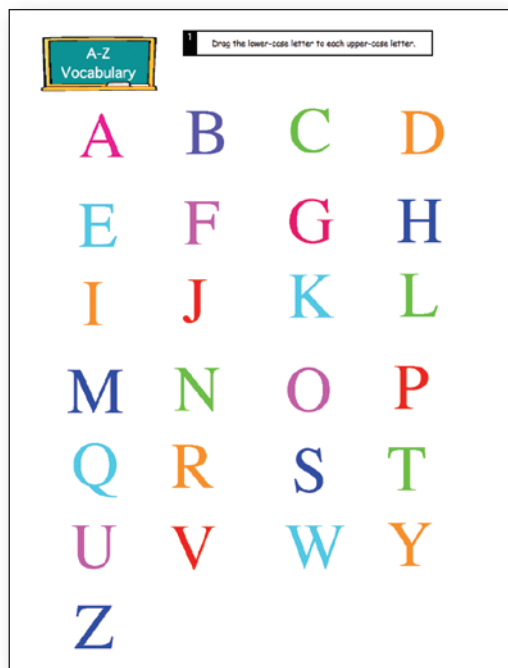 A-Z
Vocabulary
1 Drag the lower-case letter to each upper-case letter.
A B C D
E F G H
I J K L
M N O P
Q R S T
U V W Y
Z